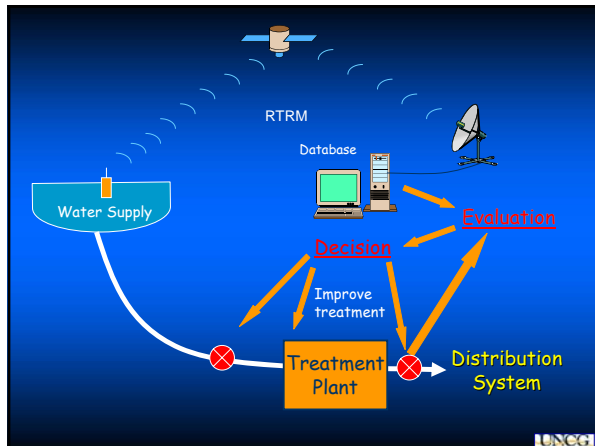 RTRM
Database
Water Supply
Evaluation
Decision
Improve
treatment
Treatment
Plant
Distribution
System
UNCG